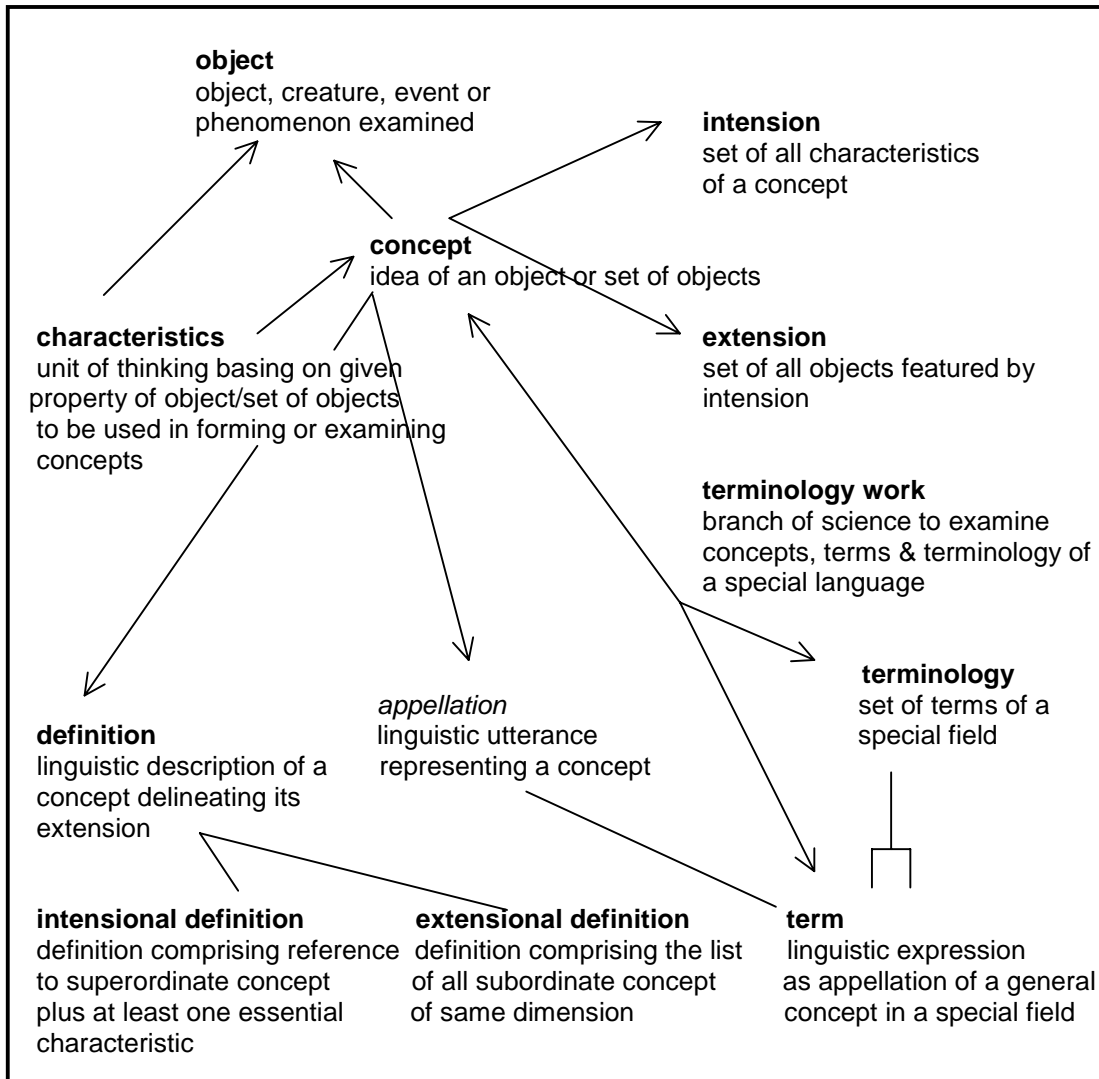 object
object, creature, event or
phenomenon examined
intension
set of all characteristics
of a concept
concept
idea of an object or set of objects
characteristics
unit of thinking basing on given
property of object/set of objects
to be used in forming or examining
concepts
extension
set of all objects featured by
intension
terminology work
branch of science to examine
concepts, terms & terminology of
a special language
terminology
set of terms of a
special field
appellation
linguistic utterance
representing a concept
definition
linguistic description of a
concept delineating its
extension
intensional definition
definition comprising reference
to superordinate concept
plus at least one essential
characteristic
extensional definition
definition comprising the list
of all subordinate concept
of same dimension
term
linguistic expression
as appellation of a general
concept in a special field